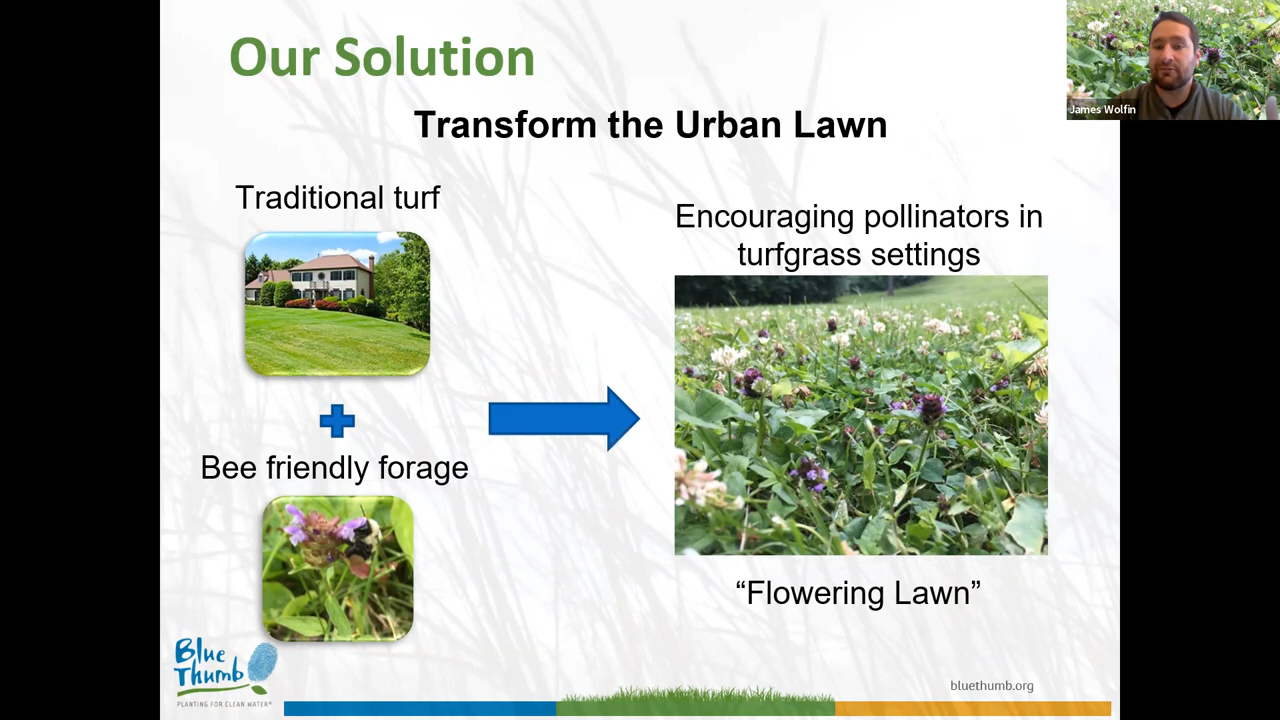 Our Solution
James Wolfin
Transform the Urban Lawn
Traditional turf
Encouraging pollinators in
turfgrass settings
Bee friendly forage
“Flowering Lawn”
Blue
Thumb
PLANTING FOR CLEAN WATER®
bluethumb.org